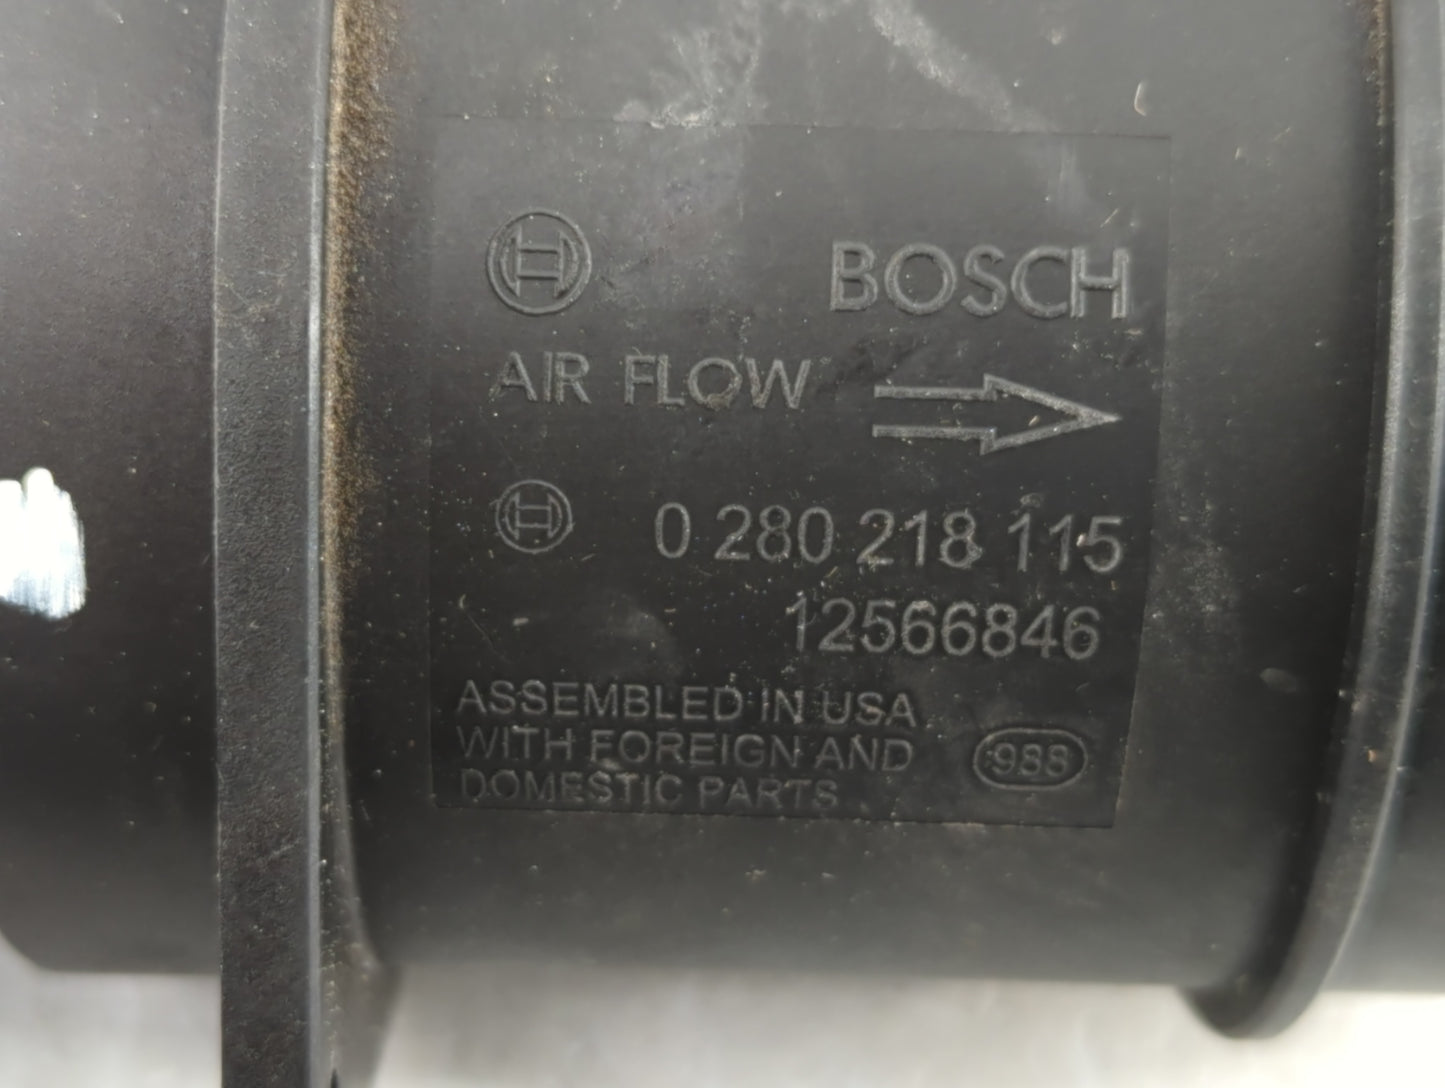 BOSCH
AIR FLOW
0 280 218 115
12566846
ASSEMBLED IN USA
WITH FOREIGN AND
DOMESTIC PARTS
988